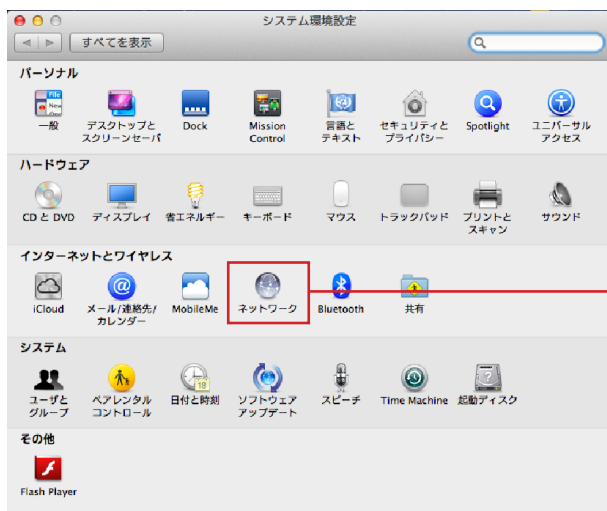 システム環境設定
すべてを表示
パーソナル
一般
デスクトップと
スクリーンセーバ
Dock
Mission
Control
言語と
テキスト
セキュリティと
プライバシー
Spotlight
ユニバーサル
アクセス
ハードウェア
CD と DVD
ディスプレイ
省エネルギー
キーボード
マウス
トラックパッド
プリントと
スキャン
サウンド
インターネットとワイヤレス
iCloud
メール/連絡先/
カレンダー
MobileMe
ネットワーク
Bluetooth
共有
システム
ユーザと
グループ
ペアレンタル
コントロール
日付と時刻
ソフトウェア
アップデート
スピーチ
Time Machine
起動ディスク
その他
Flash Player